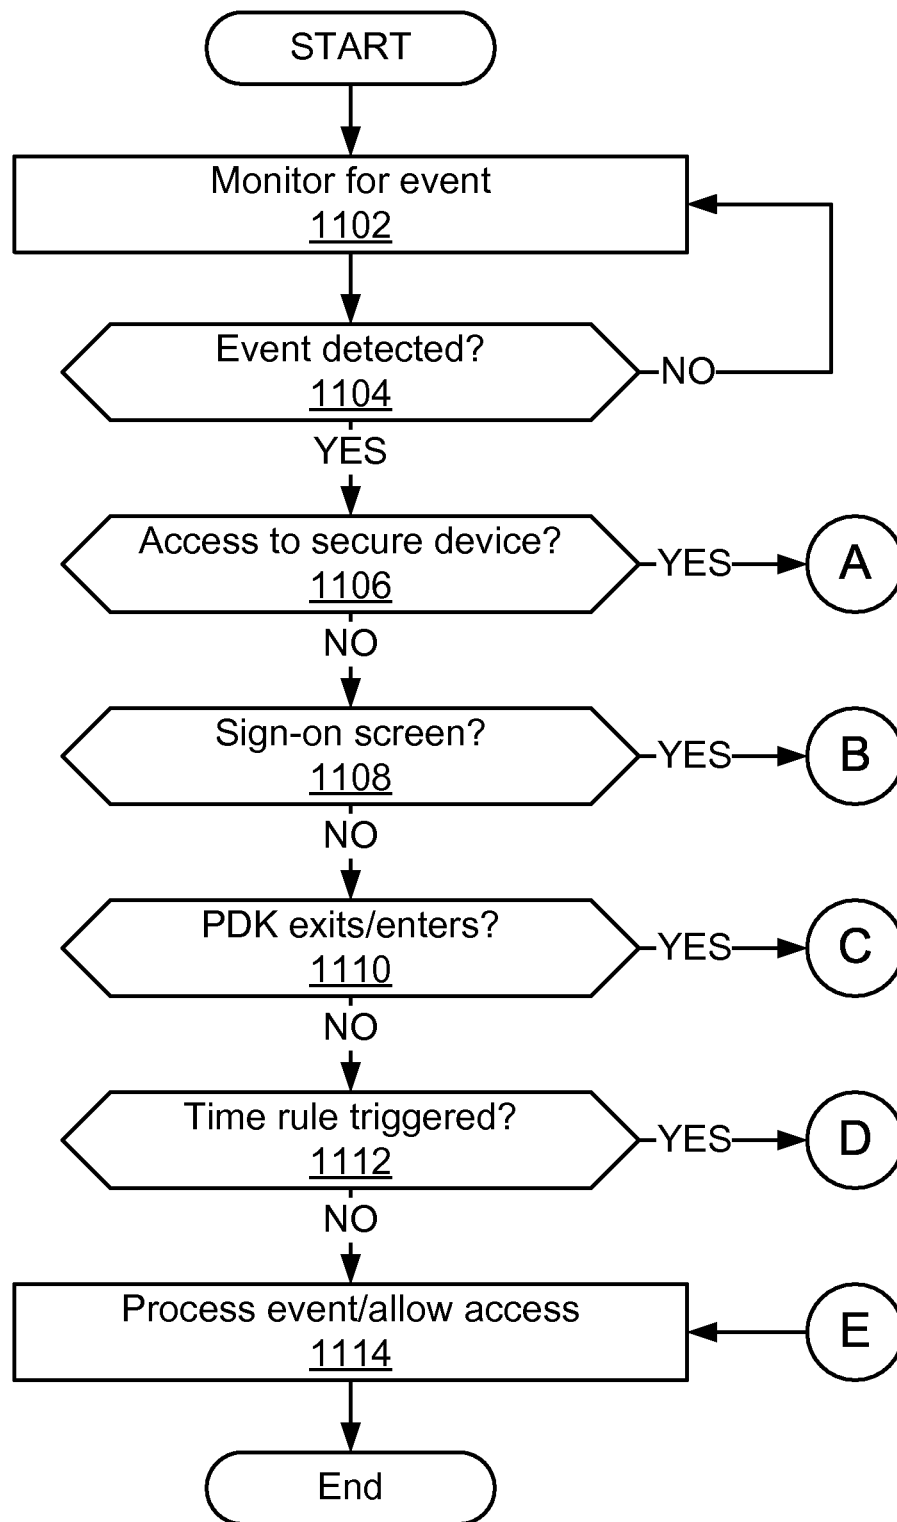 START
Monitor for event
1102
Event detected?
1104
NO
YES
Access to secure device?
1106
YES
A
NO
Sign-on screen?
1108
YES
B
NO
PDK exits/enters?
1110
YES
C
NO
Time rule triggered?
1112
YES
D
NO
Process event/allow access
1114
E
End